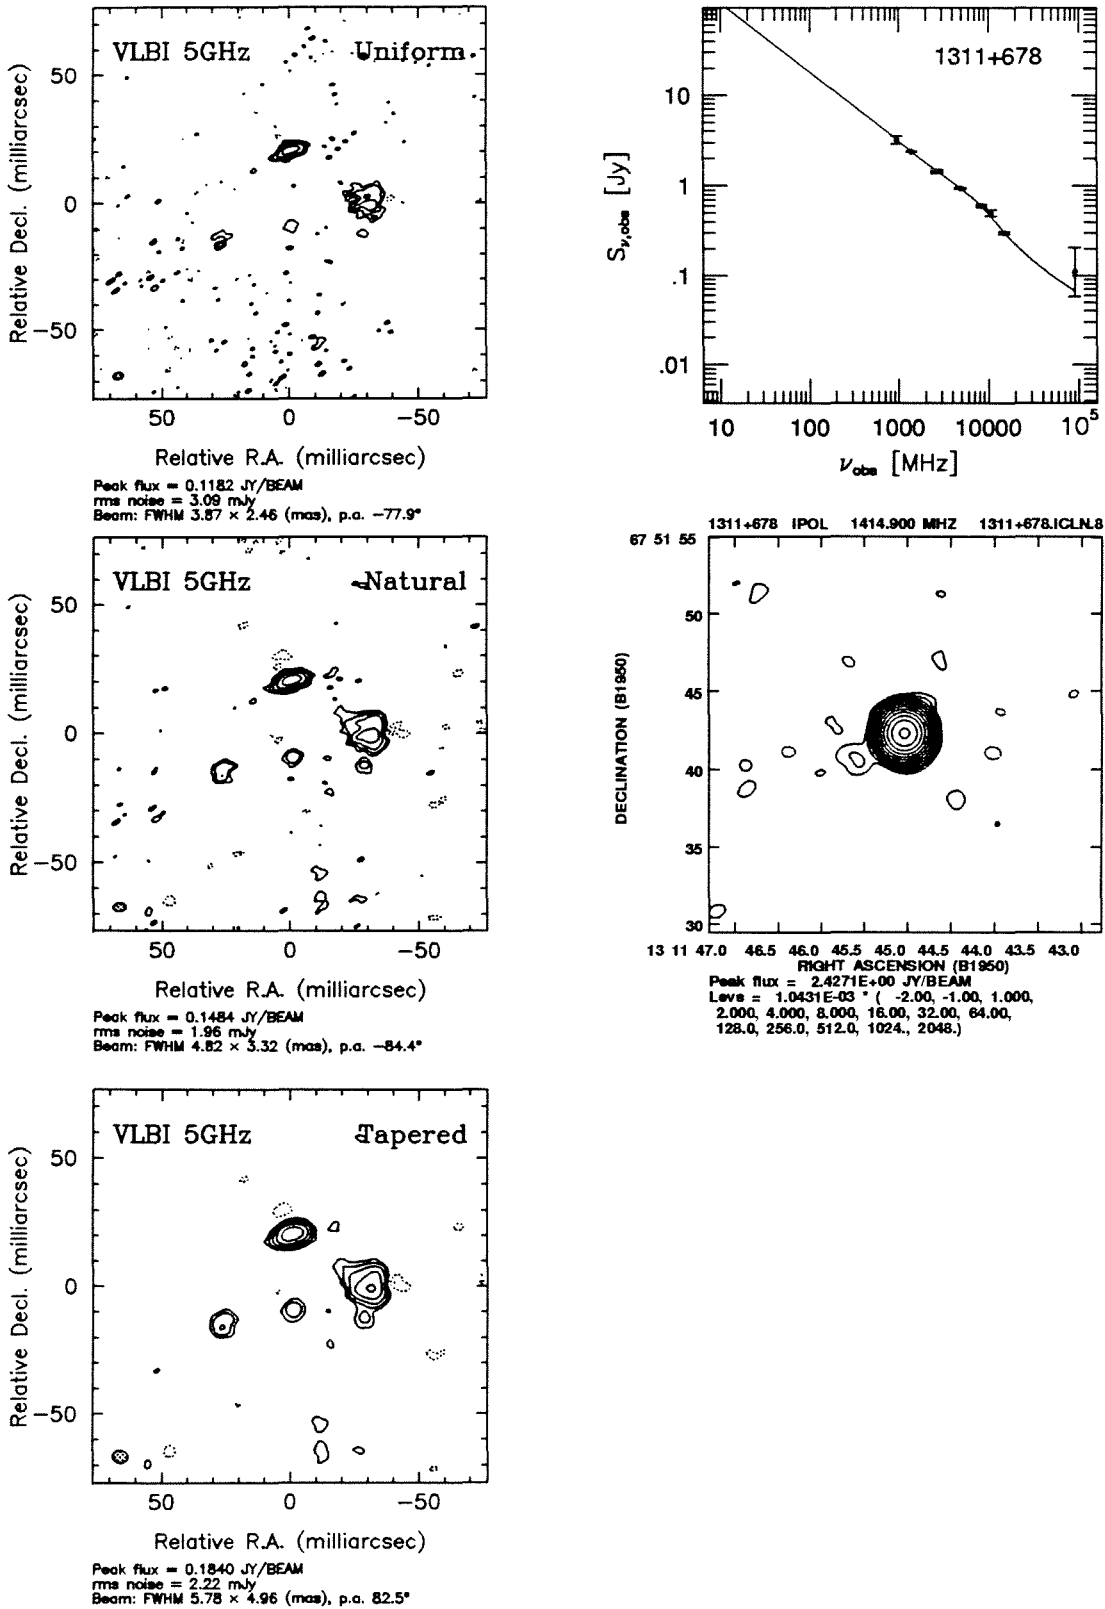 VLBI 5GHz Uniform
Relative Decl. (milliarcsec)
50
0
−50
50 0 −50
Relative R.A. (milliarcsec)
Peak flux = 0.1182 JY/BEAM
rms noise = 3.09 mJy
Beam: FWHM 3.87 × 2.46 (mas), p.a. −77.9°
1311+678
S ν,obs [Jy]
10
1
.1
.01
10 100 1000 10000 10⁵
ν obs [MHz]
VLBI 5GHz Natural
Relative Decl. (milliarcsec)
50
0
−50
50 0 −50
Relative R.A. (milliarcsec)
Peak flux = 0.1484 JY/BEAM
rms noise = 1.96 mJy
Beam: FWHM 4.82 × 3.32 (mas), p.a. −84.4°
1311+678 IPOL 1414.900 MHZ 1311+678.ICLN.8
67 51 55
DECLINATION (B1950)
50
45
40
35
30
13 11 47.0 46.5 46.0 45.5 45.0 44.5 44.0 43.5 43.0
RIGHT ASCENSION (B1950)
Peak flux = 2.4271E+00 JY/BEAM
Levs = 1.0431E-03 * ( -2.00, -1.00, 1.000,
2.000, 4.000, 8.000, 16.00, 32.00, 64.00,
128.0, 256.0, 512.0, 1024., 2048.)
VLBI 5GHz Tapered
Relative Decl. (milliarcsec)
50
0
−50
50 0 −50
Relative R.A. (milliarcsec)
Peak flux = 0.1840 JY/BEAM
rms noise = 2.22 mJy
Beam: FWHM 5.78 × 4.96 (mas), p.a. 82.5°